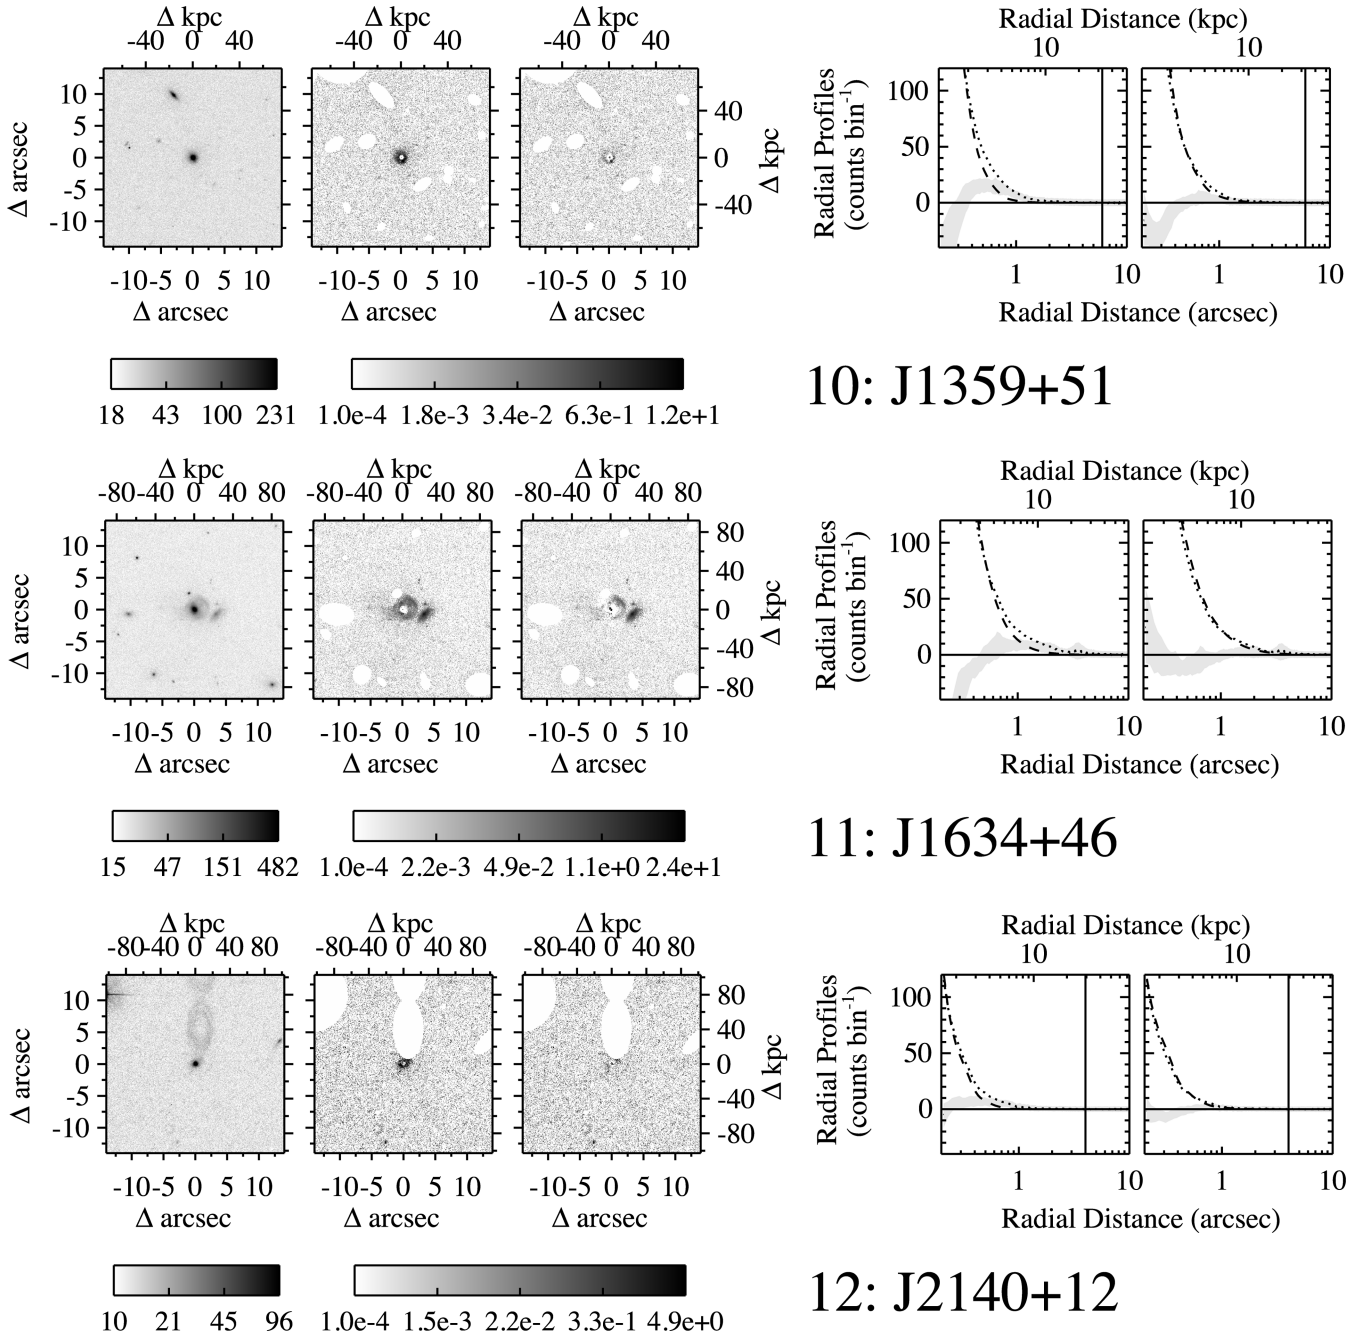 Δ kpc Δ kpc Δ kpc Radial Distance (kpc)
-40 0 40 -40 0 40 -40 0 40 10 10
Δ arcsec 10 5 0 -5 -10 40 0 -40 Δ kpc
Radial Profiles
(counts bin⁻¹)
100 50 0
-10 -5 0 5 10 -10 -5 0 5 10 -10 -5 0 5 10 1 10 1 10
Δ arcsec Δ arcsec Δ arcsec Radial Distance (arcsec)
18 43 100 231 1.0e-4 1.8e-3 3.4e-2 6.3e-1 1.2e+1
10: J1359+51
Δ kpc Δ kpc Δ kpc Radial Distance (kpc)
-80 -40 0 40 80 -80 -40 0 40 80 -80 -40 0 40 80 10 10
Δ arcsec 10 5 0 -5 -10 80 40 0 -40 -80 Δ kpc
Radial Profiles
(counts bin⁻¹)
100 50 0
-10 -5 0 5 10 -10 -5 0 5 10 -10 -5 0 5 10 1 10 1 10
Δ arcsec Δ arcsec Δ arcsec Radial Distance (arcsec)
15 47 151 482 1.0e-4 2.2e-3 4.9e-2 1.1e+0 2.4e+1
11: J1634+46
Δ kpc Δ kpc Δ kpc Radial Distance (kpc)
-80 -40 0 40 80 -80 -40 0 40 80 -80 -40 0 40 80 10 10
Δ arcsec 10 5 0 -5 -10 80 40 0 -40 -80 Δ kpc
Radial Profiles
(counts bin⁻¹)
100 50 0
-10 -5 0 5 10 -10 -5 0 5 10 -10 -5 0 5 10 1 10 1 10
Δ arcsec Δ arcsec Δ arcsec Radial Distance (arcsec)
10 21 45 96 1.0e-4 1.5e-3 2.2e-2 3.3e-1 4.9e+0
12: J2140+12